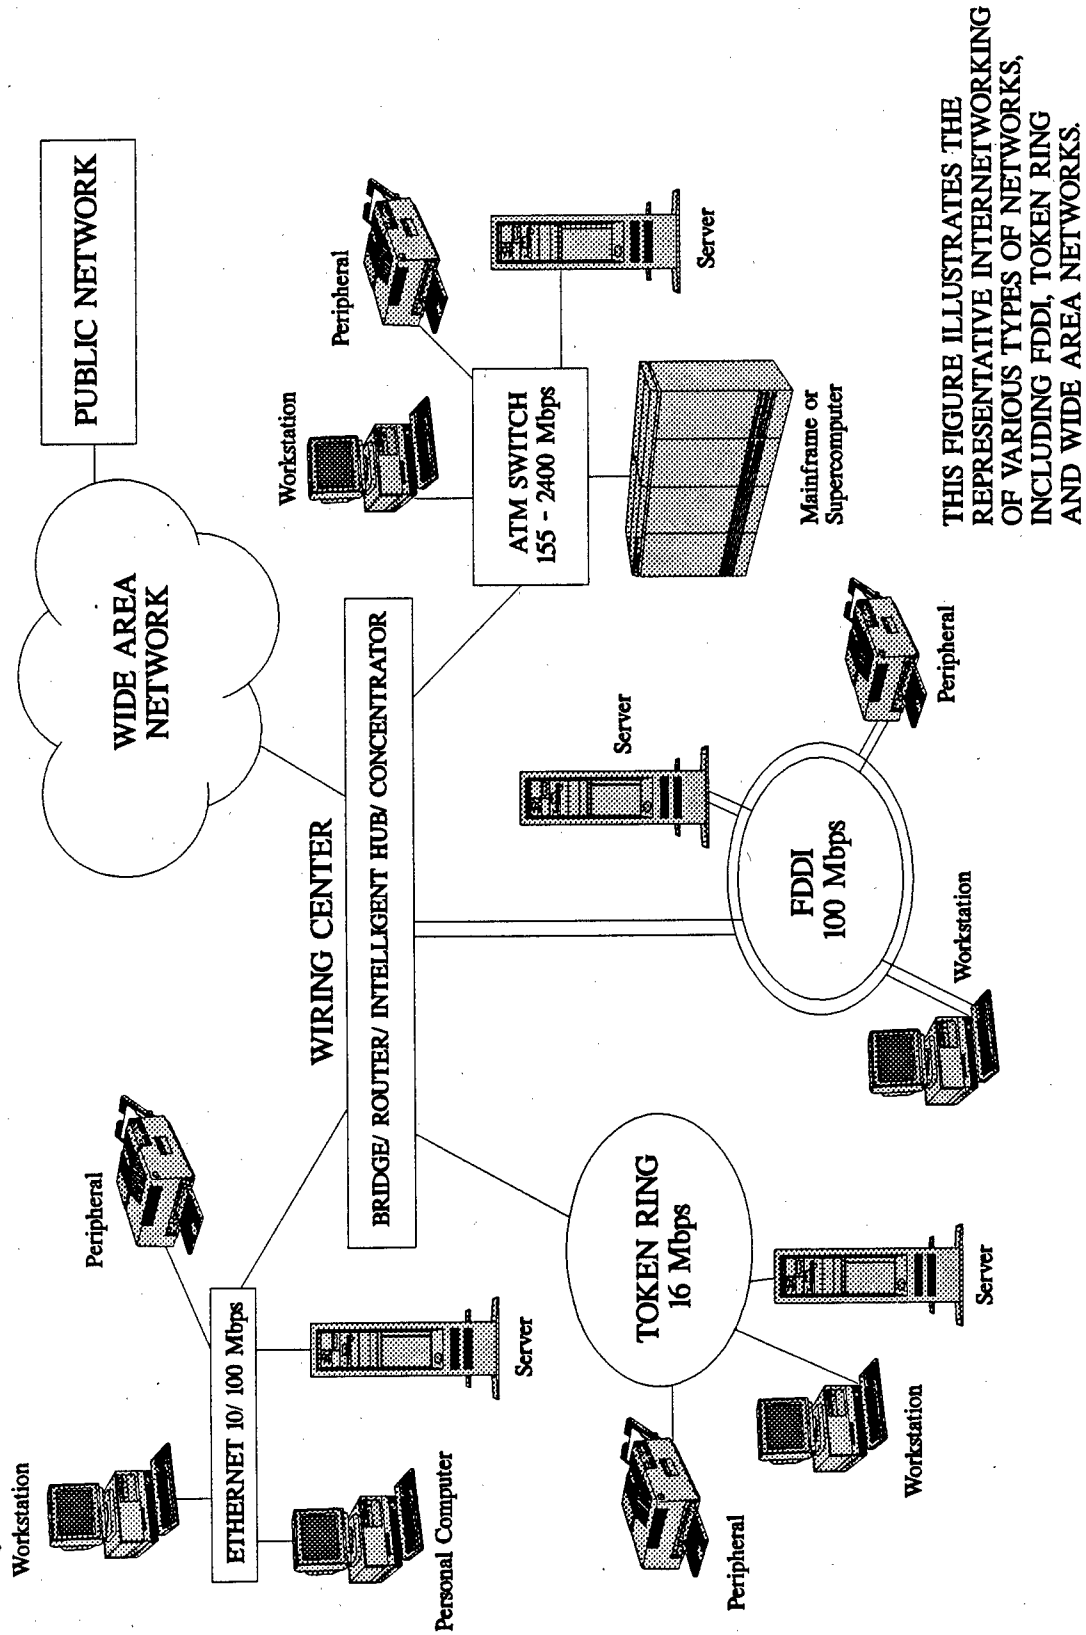 PUBLIC NETWORK
WIDE AREA
NETWORK
Workstation
Peripheral
WIRING CENTER
BRIDGE/ ROUTER/ INTELLIGENT HUB/ CONCENTRATOR
ETHERNET 10/ 100 Mbps
Personal Computer
Server
Workstation
Peripheral
ATM SWITCH
155 - 2400 Mbps
Server
Mainframe or
Supercomputer
TOKEN RING
16 Mbps
Peripheral
Workstation
Server
Server
FDDI
100 Mbps
Workstation
Peripheral
THIS FIGURE ILLUSTRATES THE
REPRESENTATIVE INTERNETWORKING
OF VARIOUS TYPES OF NETWORKS,
INCLUDING FDDI, TOKEN RING
AND WIDE AREA NETWORKS.